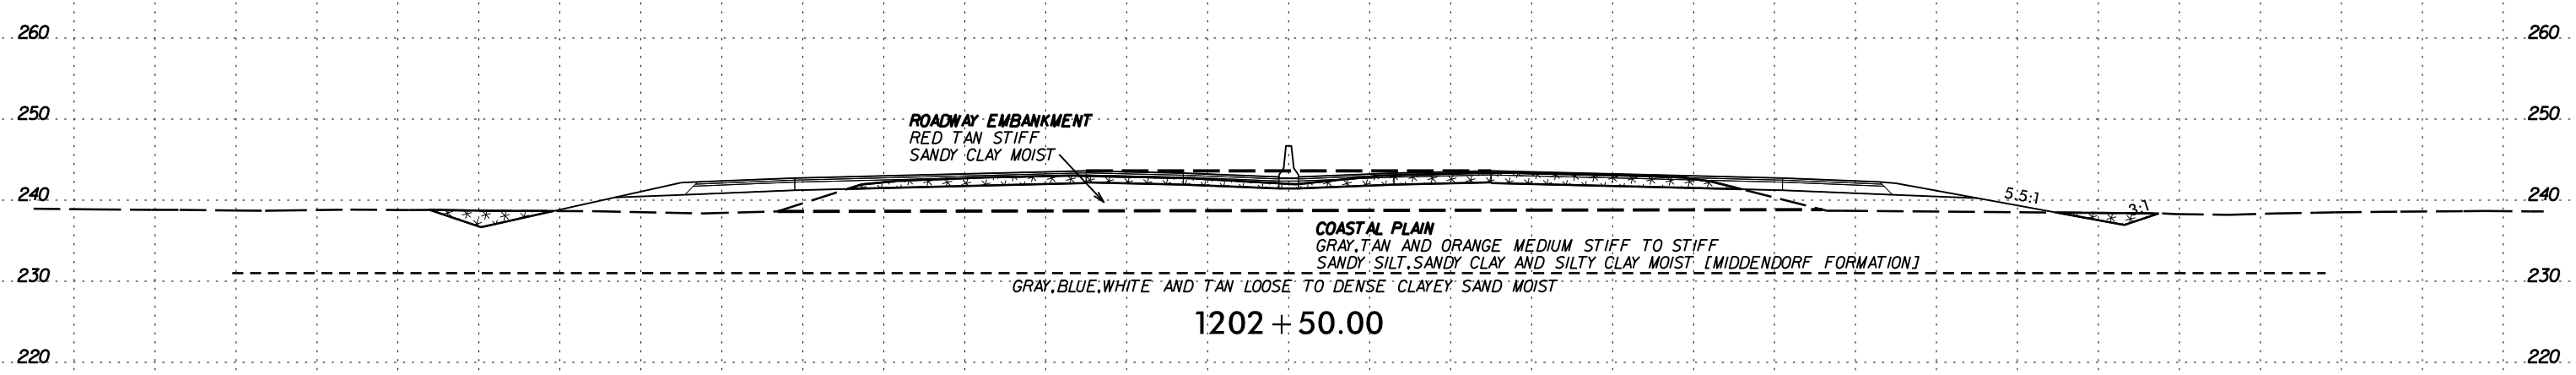 260 260
250 250
ROADWAY EMBANKMENT
RED TAN STIFF
SANDY CLAY MOIST
240 240
5.5:1 3:1
COASTAL PLAIN
GRAY,TAN AND ORANGE MEDIUM STIFF TO STIFF
SANDY SILT,SANDY CLAY AND SILTY CLAY MOIST [MIDDENDORF FORMATION]
230 230
GRAY,BLUE,WHITE AND TAN LOOSE TO DENSE CLAYEY SAND MOIST
1202+50.00
220 220